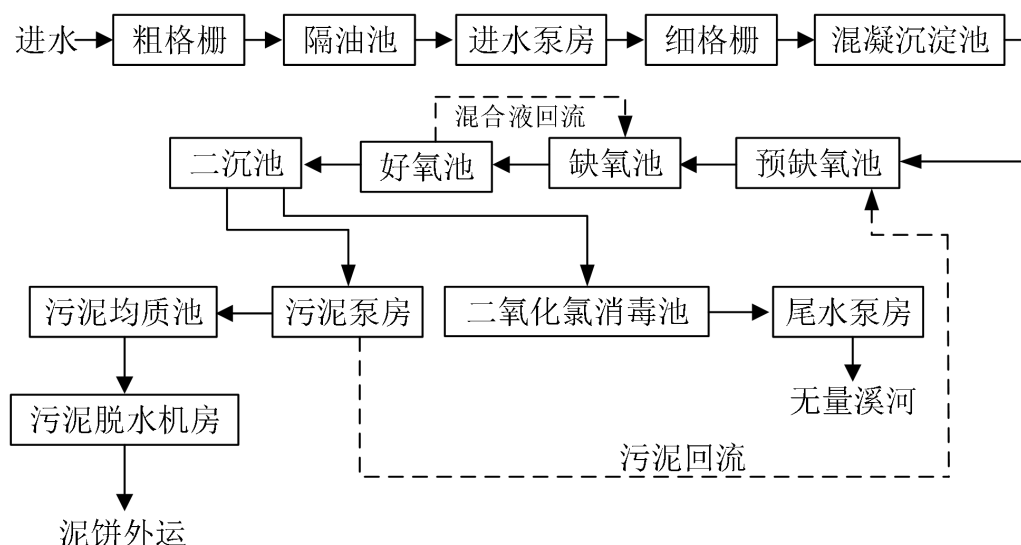 进水
粗格栅
隔油池
进水泵房
细格栅
混凝沉淀池
混合液回流
二沉池
好氧池
缺氧池
预缺氧池
污泥均质池
污泥泵房
二氧化氯消毒池
尾水泵房
无量溪河
污泥脱水机房
污泥回流
泥饼外运